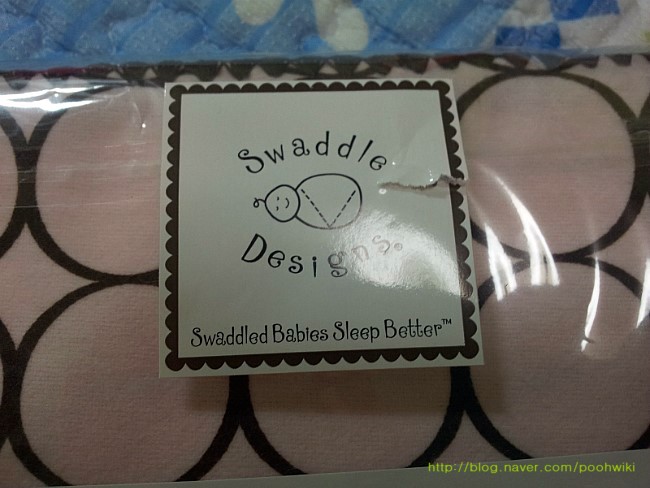 Swaddle
Designs®
Swaddled Babies Sleep Better™
http://blog.naver.com/poohwiki